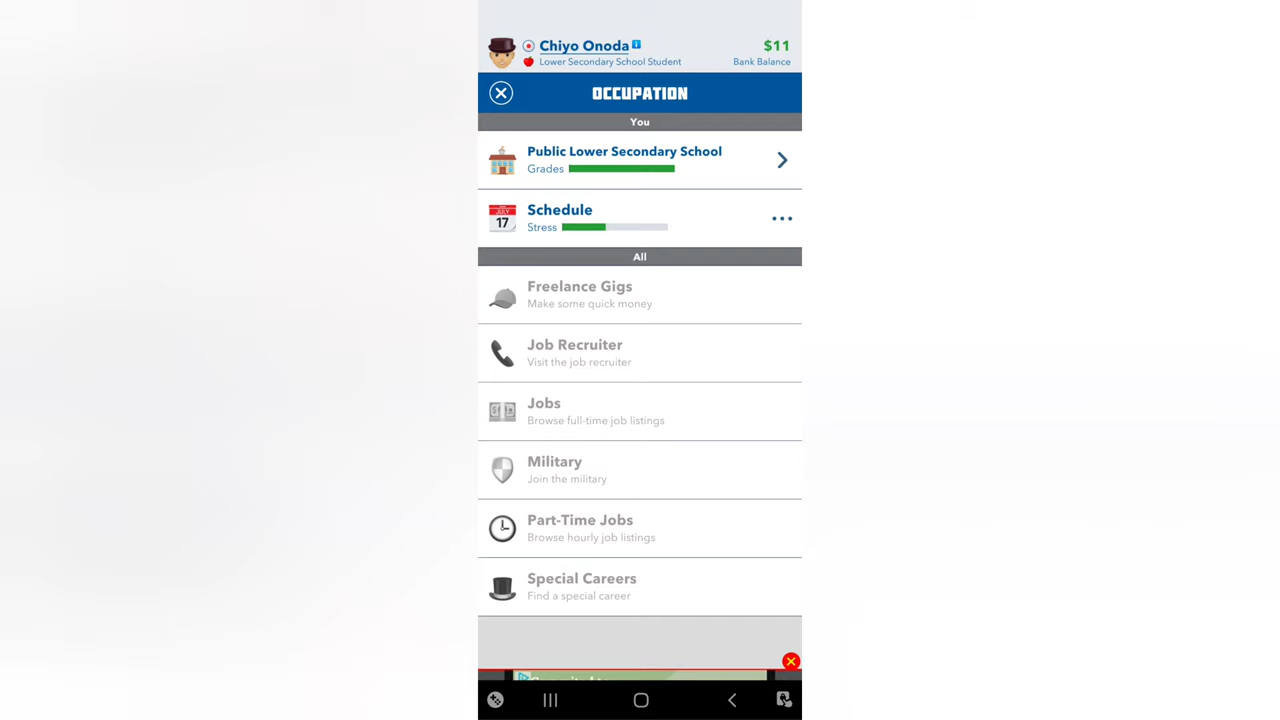 Chiyo Onoda
Lower Secondary School Student
$11
Bank Balance
OCCUPATION
You
Public Lower Secondary School
Grades
JULY
17
Schedule
Stress
All
Freelance Gigs
Make some quick money
Job Recruiter
Visit the job recruiter
Jobs
Browse full-time job listings
Military
Join the military
Part-Time Jobs
Browse hourly job listings
Special Careers
Find a special career